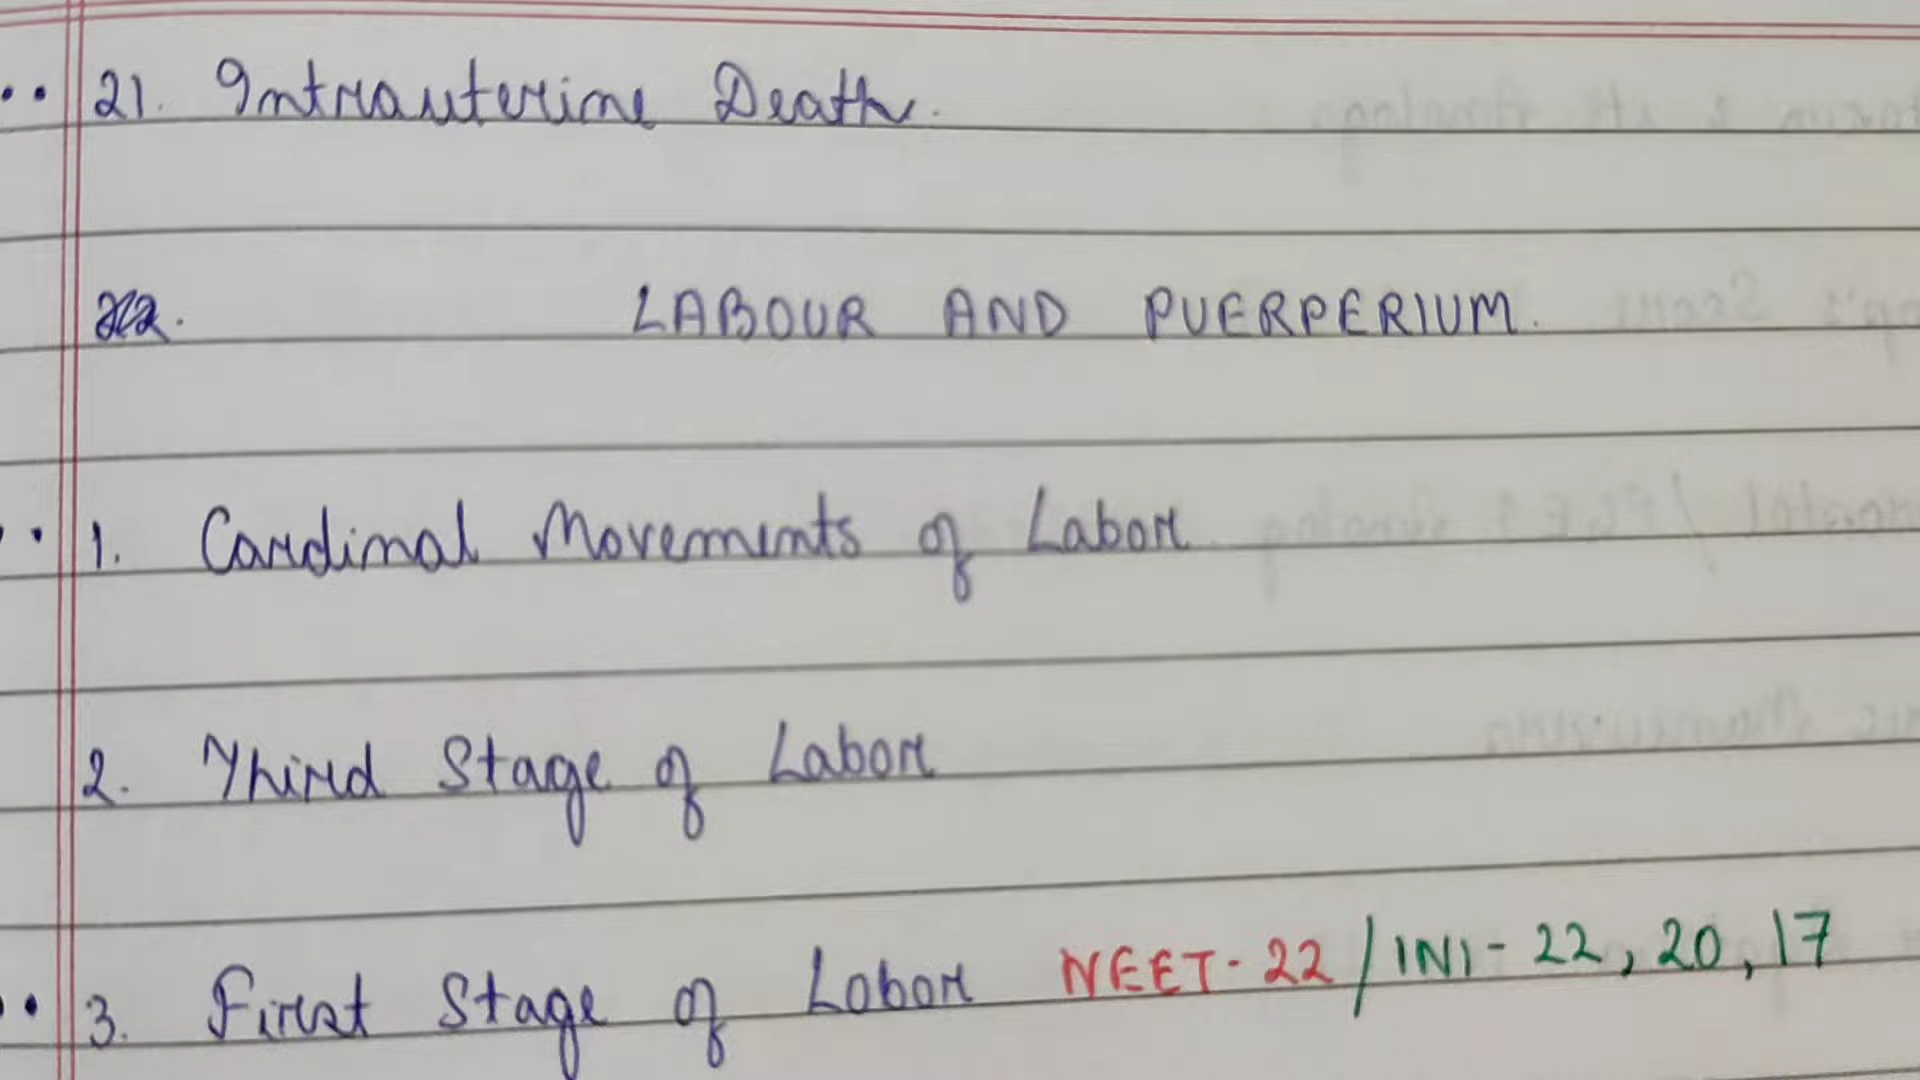 21. Intrauterine Death.
LABOUR AND PUERPERIUM.
1. Cardinal Movements of Labor
2. Third Stage of Labor
3. First Stage of Labor NEET-22 / INI-22, 20, 17